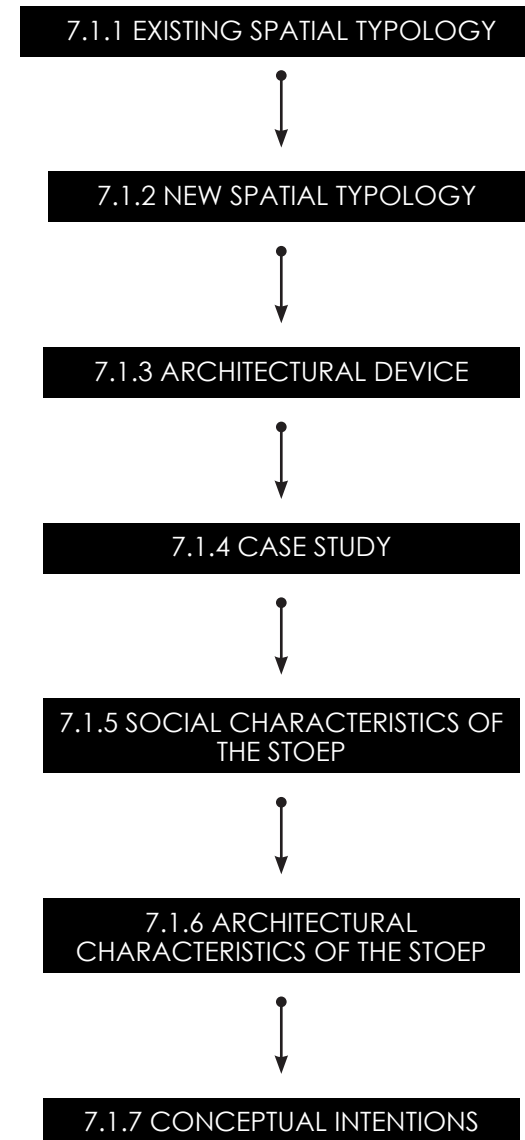 7.1.1 EXISTING SPATIAL TYPOLOGY
7.1.2 NEW SPATIAL TYPOLOGY
7.1.3 ARCHITECTURAL DEVICE
7.1.4 CASE STUDY
7.1.5 SOCIAL CHARACTERISTICS OF
THE STOEP
7.1.6 ARCHITECTURAL
CHARACTERISTICS OF THE STOEP
7.1.7 CONCEPTUAL INTENTIONS